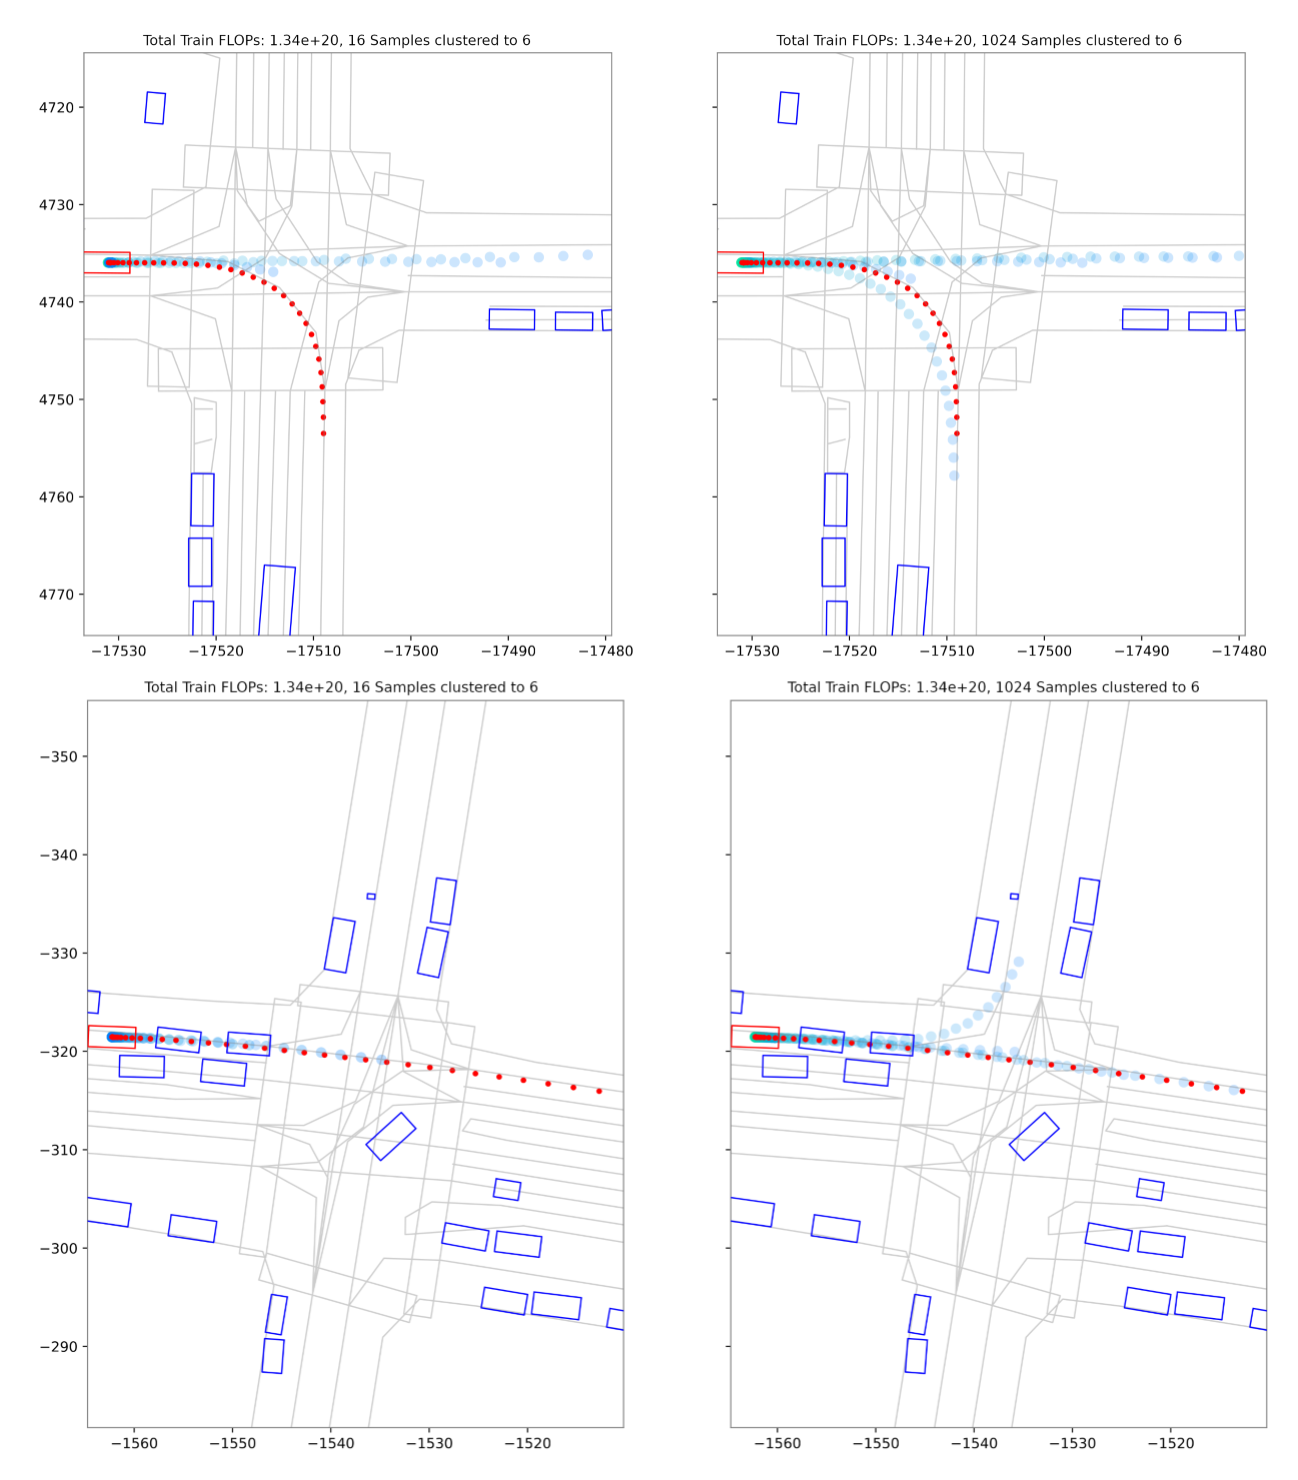 Total Train FLOPs: 1.34e+20, 16 Samples clustered to 6
Total Train FLOPs: 1.34e+20, 1024 Samples clustered to 6
4720
4730
4740
4750
4760
4770
−17530 −17520 −17510 −17500 −17490 −17480
−17530 −17520 −17510 −17500 −17490 −17480
Total Train FLOPs: 1.34e+20, 16 Samples clustered to 6
Total Train FLOPs: 1.34e+20, 1024 Samples clustered to 6
−350
−340
−330
−320
−310
−300
−290
−1560 −1550 −1540 −1530 −1520
−1560 −1550 −1540 −1530 −1520